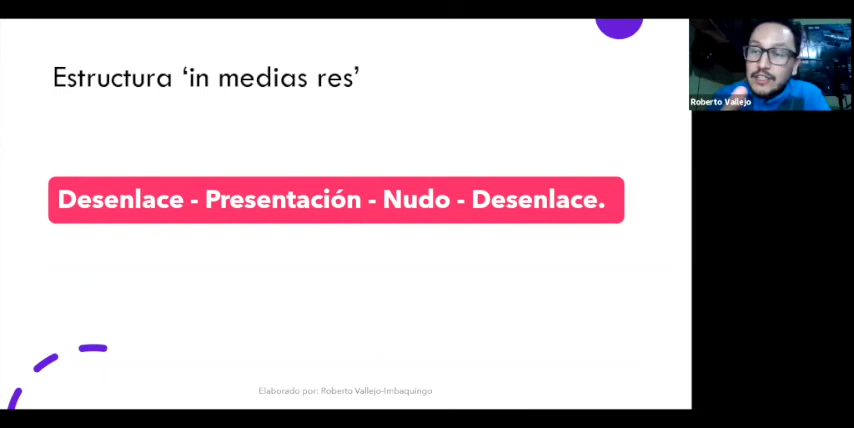 Estructura ‘in medias res’
Roberto Vallejo
Desenlace - Presentación - Nudo - Desenlace.
Elaborado por: Roberto Vallejo-Imbaquingo